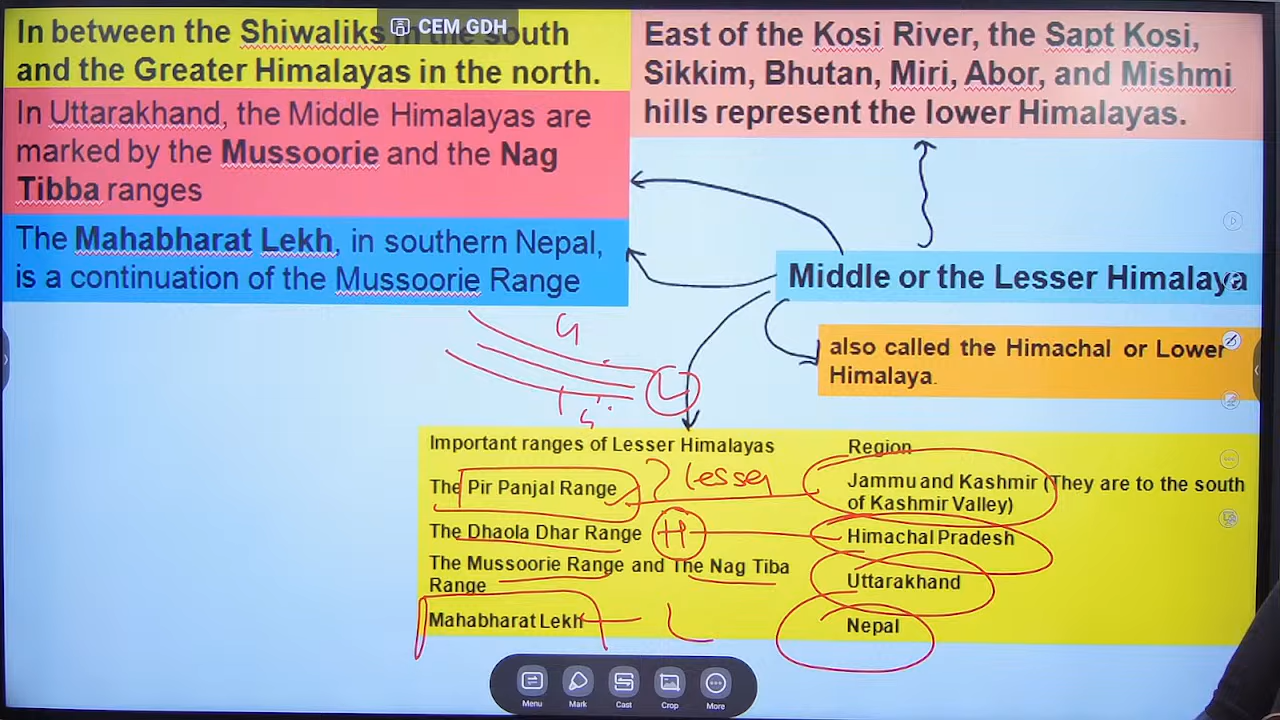 CEM GDH
In between the Shiwaliks in the south
and the Greater Himalayas in the north.
In Uttarakhand, the Middle Himalayas are
marked by the Mussoorie and the Nag
Tibba ranges
The Mahabharat Lekh, in southern Nepal,
is a continuation of the Mussoorie Range
East of the Kosi River, the Sapt Kosi,
Sikkim, Bhutan, Miri, Abor, and Mishmi
hills represent the lower Himalayas.
Middle or the Lesser Himalaya
also called the Himachal or Lower
Himalaya.
G
L
S
Important ranges of Lesser Himalayas Region
The Pir Panjal Range Lesser Jammu and Kashmir (They are to the south
of Kashmir Valley)
The Dhaola Dhar Range H Himachal Pradesh
The Mussoorie Range and The Nag Tiba
Range Uttarakhand
Mahabharat Lekh L Nepal
Menu Mark Cast Crop More